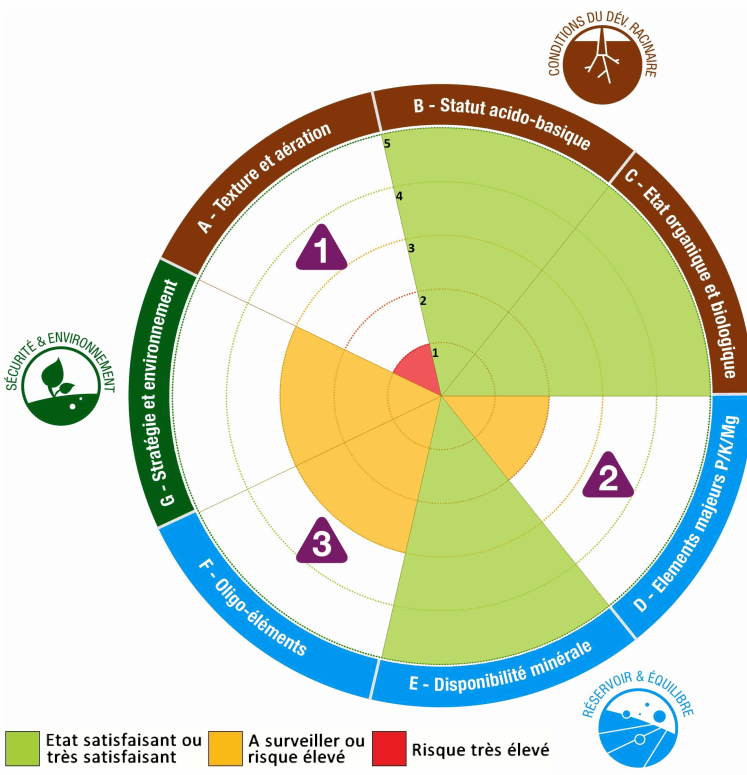 CONDITIONS DU DÉV. RACINAIRE
B - Statut acido-basique
A - Texture et aération
C - Etat organique et biologique
5
4
3
2
1
1
SÉCURITÉ & ENVIRONNEMENT
G - Stratégie et environnement
2
D - Elements majeurs P/K/Mg
3
F - Oligo-éléments
E - Disponibilité minérale
RÉSERVOIR & ÉQUILIBRE
Etat satisfaisant ou
très satisfaisant
A surveiller ou
risque élevé
Risque très élevé